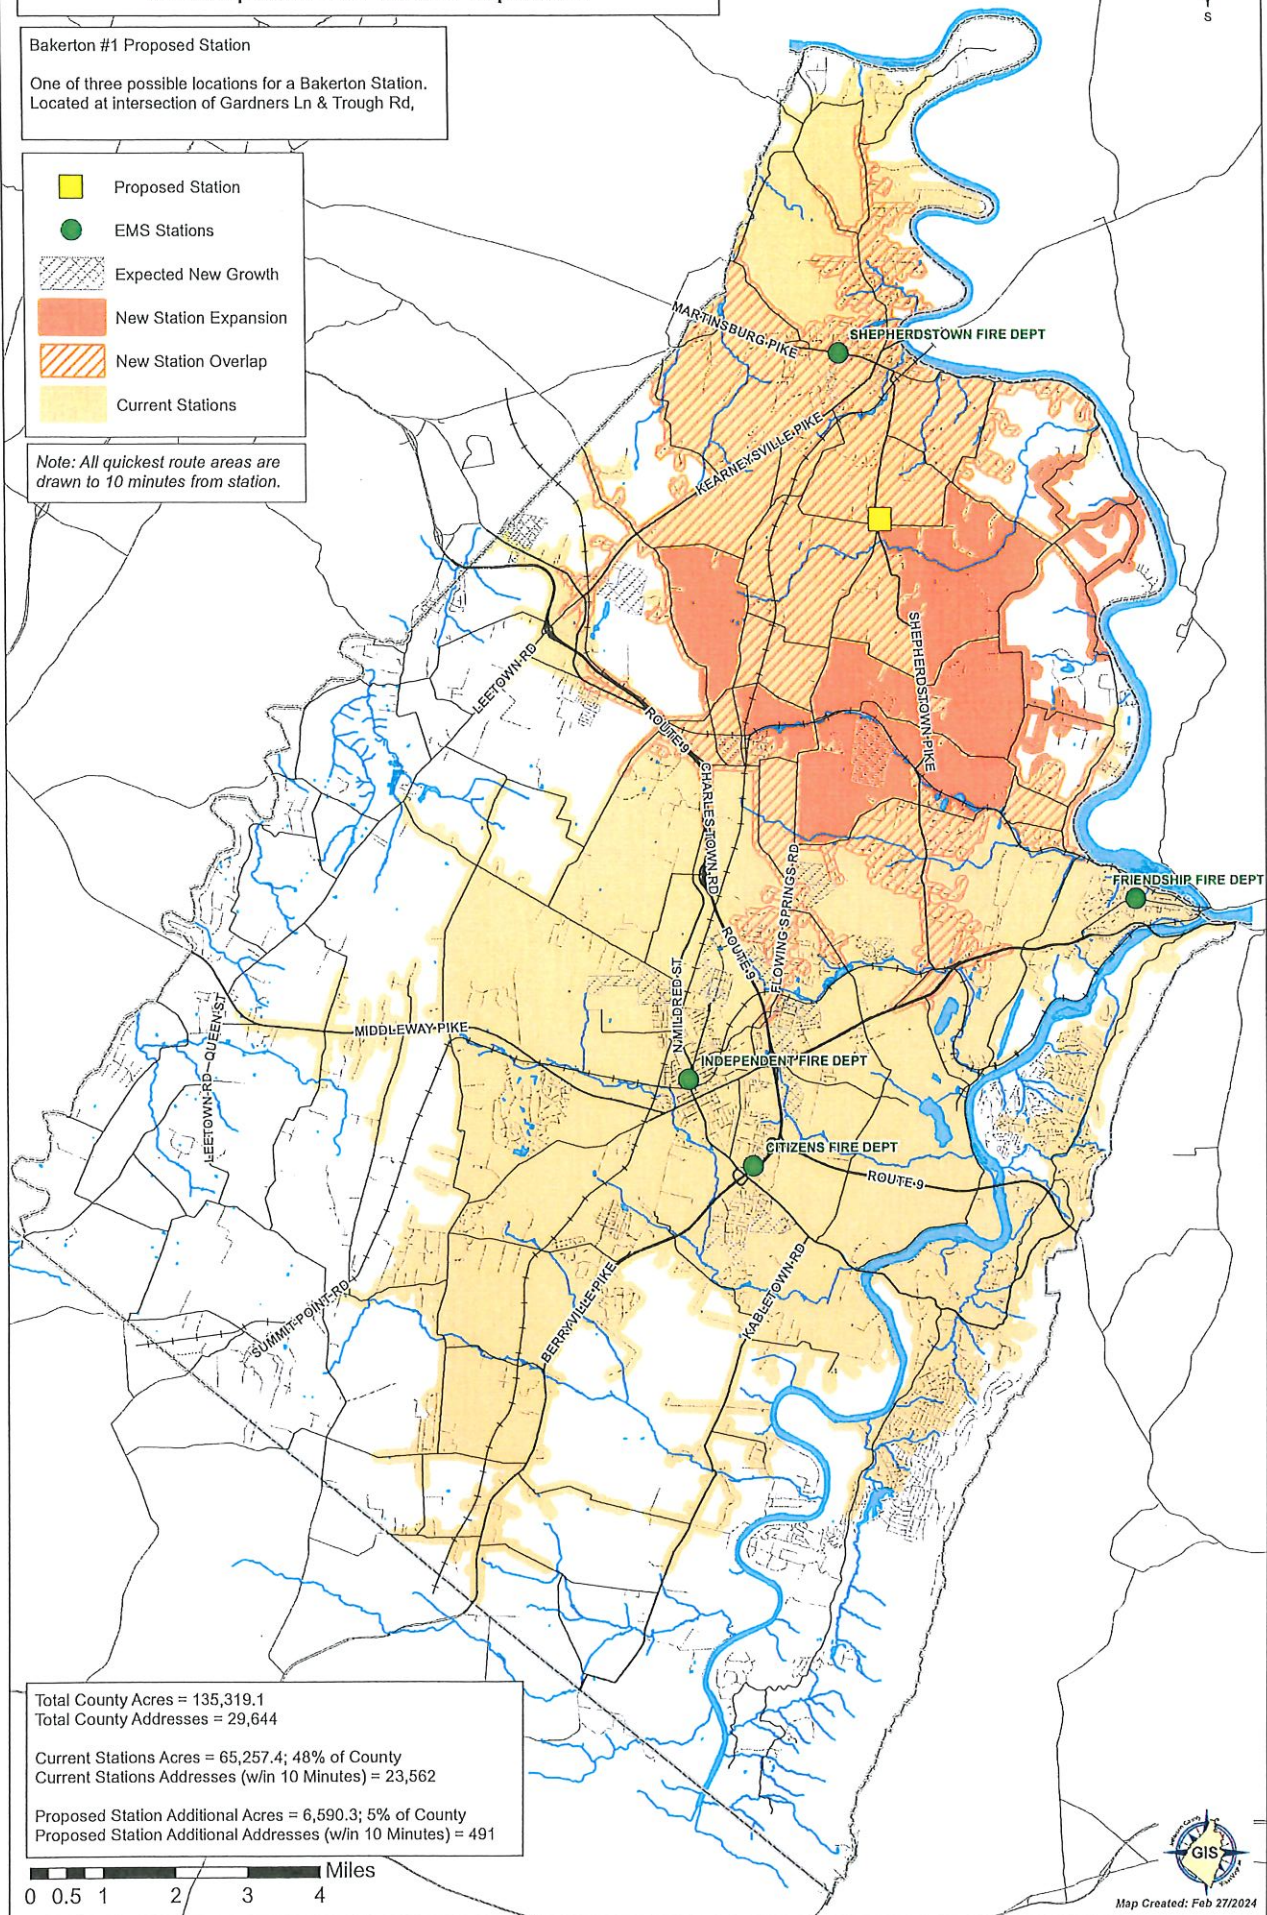 S
Bakerton #1 Proposed Station
One of three possible locations for a Bakerton Station.
Located at intersection of Gardners Ln & Trough Rd,
Proposed Station
EMS Stations
Expected New Growth
New Station Expansion
New Station Overlap
Current Stations
Note: All quickest route areas are
drawn to 10 minutes from station.
MARTINSBURG PIKE
SHEPHERDSTOWN FIRE DEPT
KEARNEYSVILLE PIKE
SHEPHERDSTOWN PIKE
LEETOWN RD
ROUTE 9
CHARLES TOWN RD
FLOWING SPRINGS RD
FRIENDSHIP FIRE DEPT
ROUTE 9
N MILDRED ST
LEETOWN RD - QUEEN ST
MIDDLEWAY PIKE
INDEPENDENT FIRE DEPT
CITIZENS FIRE DEPT
ROUTE 9
KABLETOWN RD
BERRYVILLE PIKE
SUMMIT POINT RD
Total County Acres = 135,319.1
Total County Addresses = 29,644
Current Stations Acres = 65,257.4; 48% of County
Current Stations Addresses (w/in 10 Minutes) = 23,562
Proposed Station Additional Acres = 6,590.3; 5% of County
Proposed Station Additional Addresses (w/in 10 Minutes) = 491
Miles
0 0.5 1 2 3 4
GIS
Map Created: Feb 27/2024